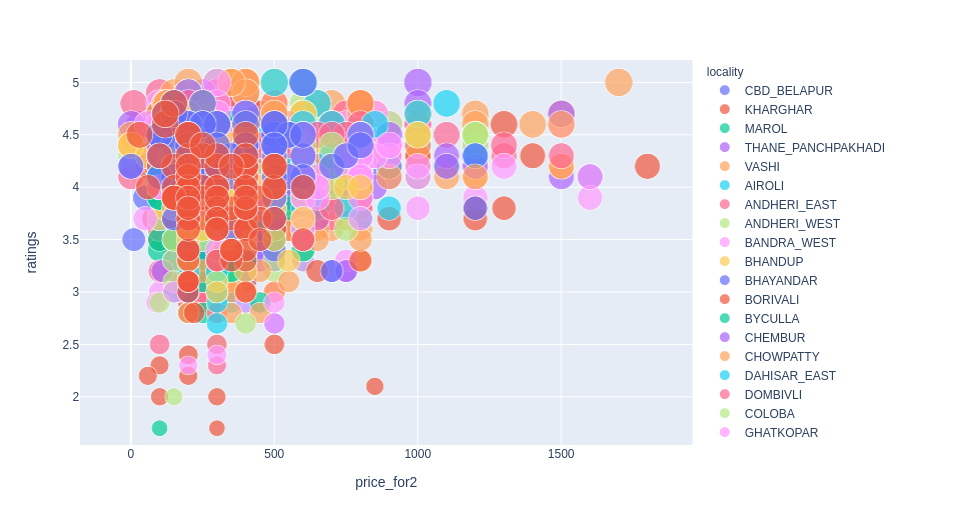 locality
CBD_BELAPUR
KHARGHAR
MAROL
THANE_PANCHPAKHADI
VASHI
AIROLI
ANDHERI_EAST
ANDHERI_WEST
BANDRA_WEST
BHANDUP
BHAYANDAR
BORIVALI
BYCULLA
CHEMBUR
CHOWPATTY
DAHISAR_EAST
DOMBIVLI
COLOBA
GHATKOPAR
5
4.5
4
3.5
3
2.5
2
ratings
0 500 1000 1500
price_for2